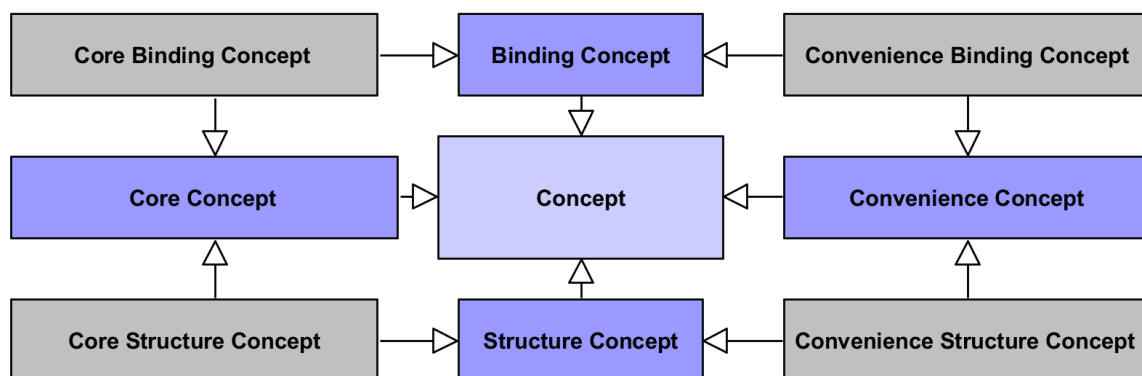 Core Binding Concept
Binding Concept
Convenience Binding Concept
Core Concept
Concept
Convenience Concept
Core Structure Concept
Structure Concept
Convenience Structure Concept